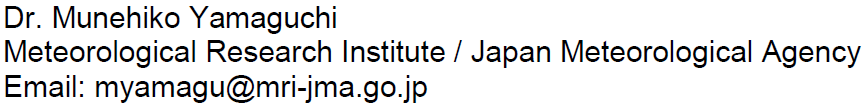 Dr. Munehiko Yamaguchi
Meteorological Research Institute / Japan Meteorological Agency
Email: myamagu@mri-jma.go.jp